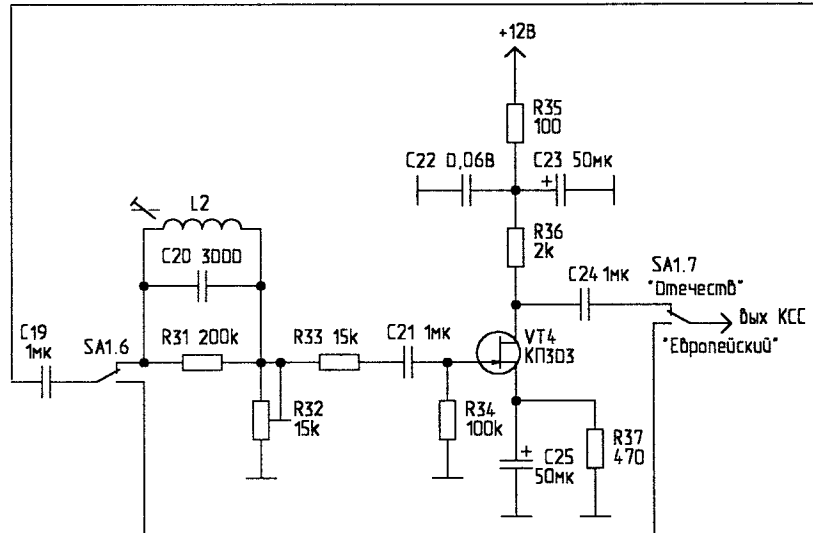 +12В
R35
100
C22 0,068
C23 50мк
L2
R36
2k
C20 3000
C24 1мк
SA1.7
"Отечеств"
Вых КСС
"Европейский"
C19
1мк
SA1.6
R31 200k
R33 15k
C21 1мк
VT4
КП303
R32
15k
R34
100k
+
C25
50мк
R37
470
+